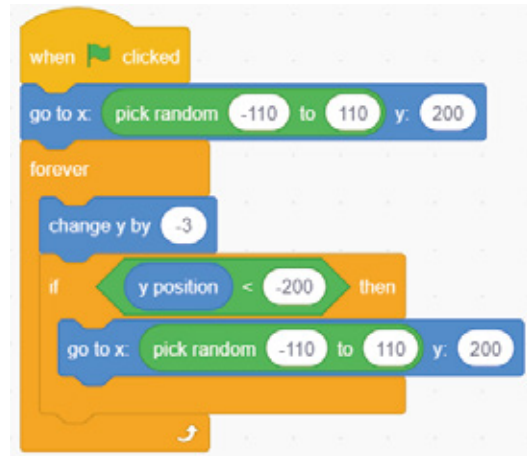 when clicked
go to x: pick random -110 to 110 y: 200
forever
change y by -3
if y position < -200 then
go to x: pick random -110 to 110 y: 200